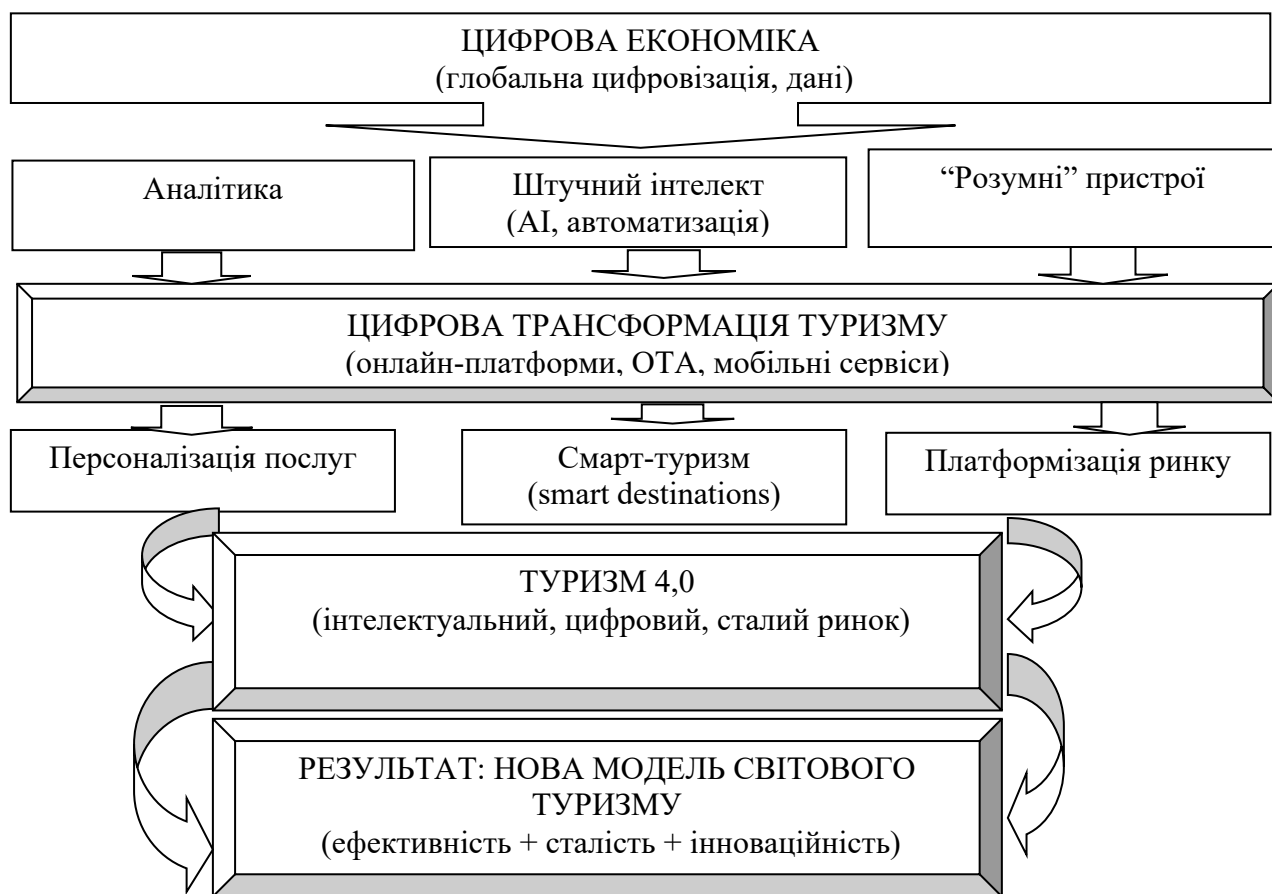 ЦИФРОВА ЕКОНОМІКА
(глобальна цифровізація, дані)
Аналітика
Штучний інтелект
(AI, автоматизація)
“Розумні” пристрої
ЦИФРОВА ТРАНСФОРМАЦІЯ ТУРИЗМУ
(онлайн-платформи, ОТА, мобільні сервіси)
Персоналізація послуг
Смарт-туризм
(smart destinations)
Платформізація ринку
ТУРИЗМ 4,0
(інтелектуальний, цифровий, сталий ринок)
РЕЗУЛЬТАТ: НОВА МОДЕЛЬ СВІТОВОГО
ТУРИЗМУ
(ефективність + сталість + інноваційність)